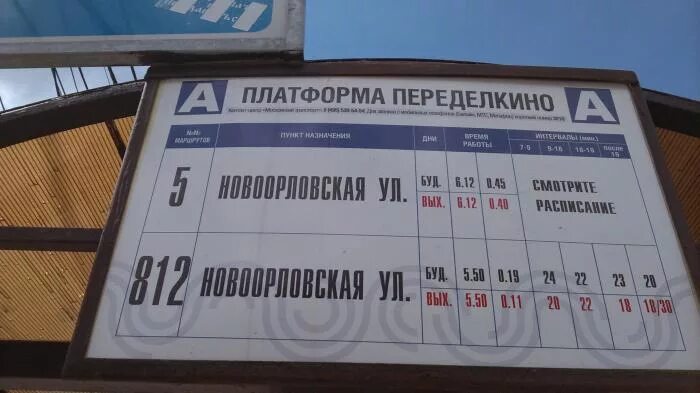 А ПЛАТФОРМА ПЕРЕДЕЛКИНО А
№№ МАРШРУТОВ ПУНКТ НАЗНАЧЕНИЯ ДНИ ВРЕМЯ РАБОТЫ ИНТЕРВАЛЫ (мин.)
7-9 9-16 16-19 после 19
5 НОВООРЛОВСКАЯ УЛ. БУД. 6.12 0.45 СМОТРИТЕ
ВЫХ. 6.12 0.40 РАСПИСАНИЕ
812 НОВООРЛОВСКАЯ УЛ. БУД. 5.50 0.19 24 22 23 20
ВЫХ. 5.50 0.11 20 22 18 18/30